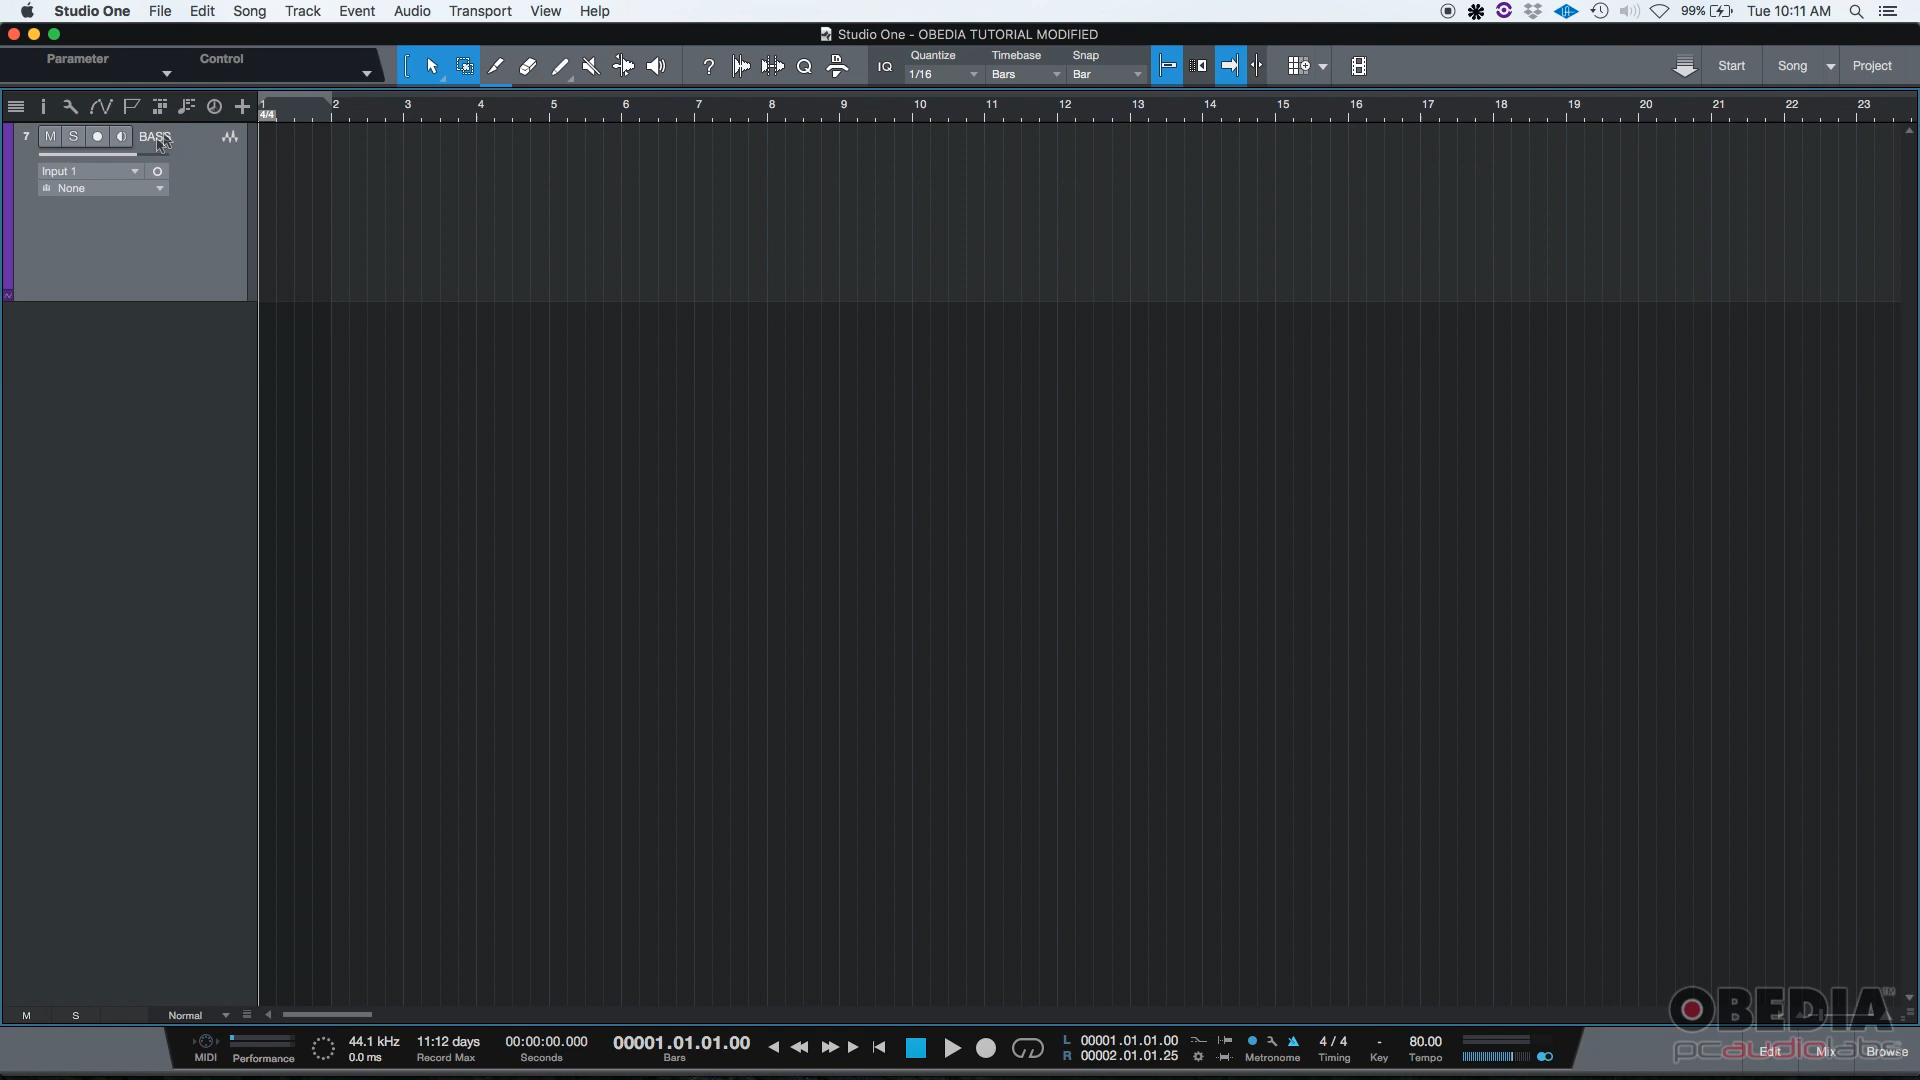 Studio One File Edit Song Track Event Audio Transport View Help 99% Tue 10:11 AM
Studio One - OBEDIA TUTORIAL MODIFIED
Parameter Control
? IQ Quantize Timebase Snap
1/16 Bars Bar
Start Song Project
1 2 3 4 5 6 7 8 9 10 11 12 13 14 15 16 17 18 19 20 21 22 23
4/4
7 M S BASS
Input 1
None
M S Normal
OBEDIA
pcaudiolabs
MIDI Performance
44.1 kHz
0.0 ms
11:12 days
Record Max
00:00:00.000
Seconds
00001.01.01.00
Bars
L 00001.01.01.00
R 00002.01.01.25
Metronome
4 / 4
Timing
-
Key
80.00
Tempo
Edit Mix Browse